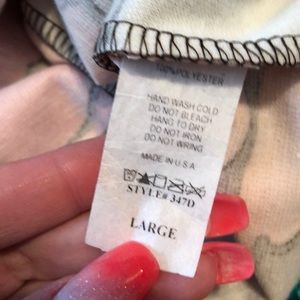 100% POLYESTER
HAND WASH COLD
DO NOT BLEACH
HANG TO DRY
DO NOT IRON
DO NOT WRING
MADE IN U.S.A
STYLE# 347D
LARGE